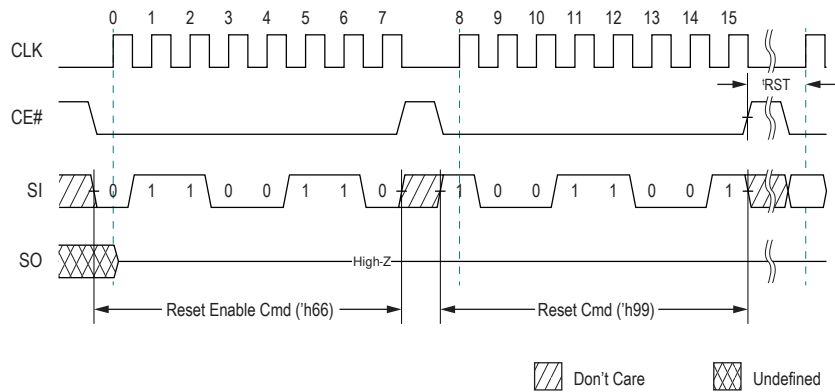 0 1 2 3 4 5 6 7 8 9 10 11 12 13 14 15
CLK
tRST
CE#
SI 0 1 1 0 0 1 1 0 1 0 0 1 1 0 0 1
SO High-Z
Reset Enable Cmd ('h66) Reset Cmd ('h99)
Don't Care Undefined